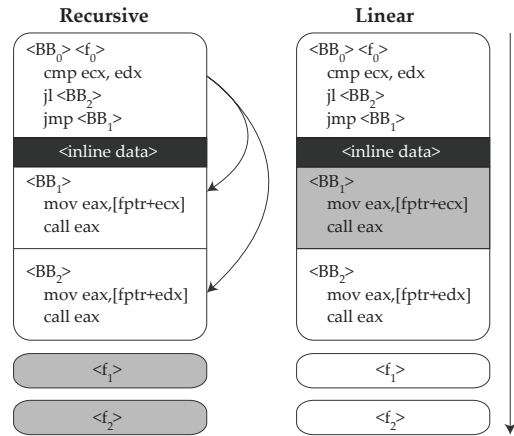 Recursive
<BB0> <f0>
cmp ecx, edx
jl <BB2>
jmp <BB1>
<inline data>
<BB1>
mov eax,[fptr+ecx]
call eax
<BB2>
mov eax,[fptr+edx]
call eax
<f1>
<f2>
Linear
<BB0> <f0>
cmp ecx, edx
jl <BB2>
jmp <BB1>
<inline data>
<BB1>
mov eax,[fptr+ecx]
call eax
<BB2>
mov eax,[fptr+edx]
call eax
<f1>
<f2>